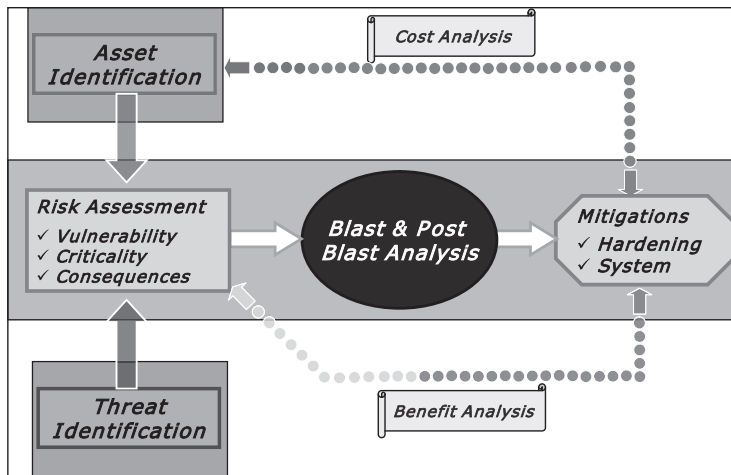 Asset
Identification
Cost Analysis
Risk Assessment
✓ Vulnerability
✓ Criticality
✓ Consequences
Blast & Post
Blast Analysis
Mitigations
✓ Hardening
✓ System
Threat
Identification
Benefit Analysis